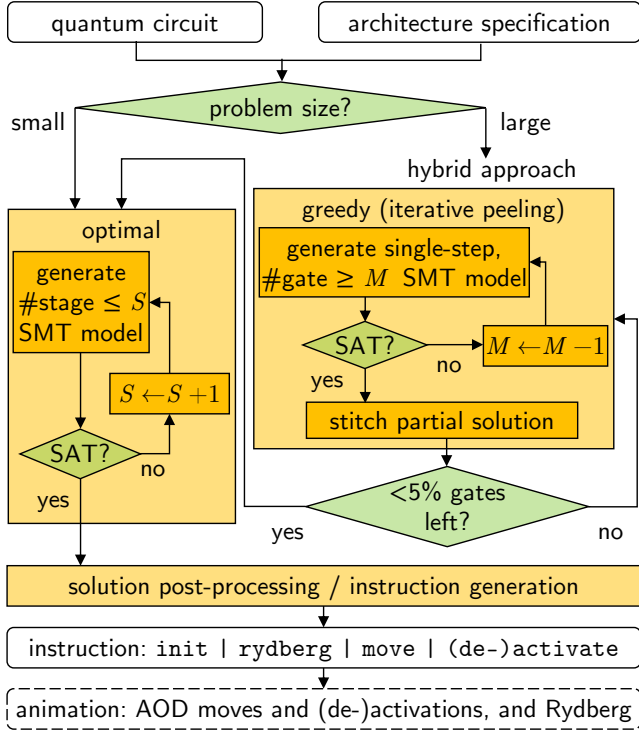 quantum circuit
architecture specification
problem size?
small
large
hybrid approach
optimal
generate
#stage ≤ S
SMT model
S ← S + 1
SAT?
no
yes
greedy (iterative peeling)
generate single-step,
#gate ≥ M SMT model
SAT?
no
M ← M − 1
yes
stitch partial solution
<5% gates
left?
yes
no
solution post-processing / instruction generation
instruction: init | rydberg | move | (de-)activate
animation: AOD moves and (de-)activations, and Rydberg